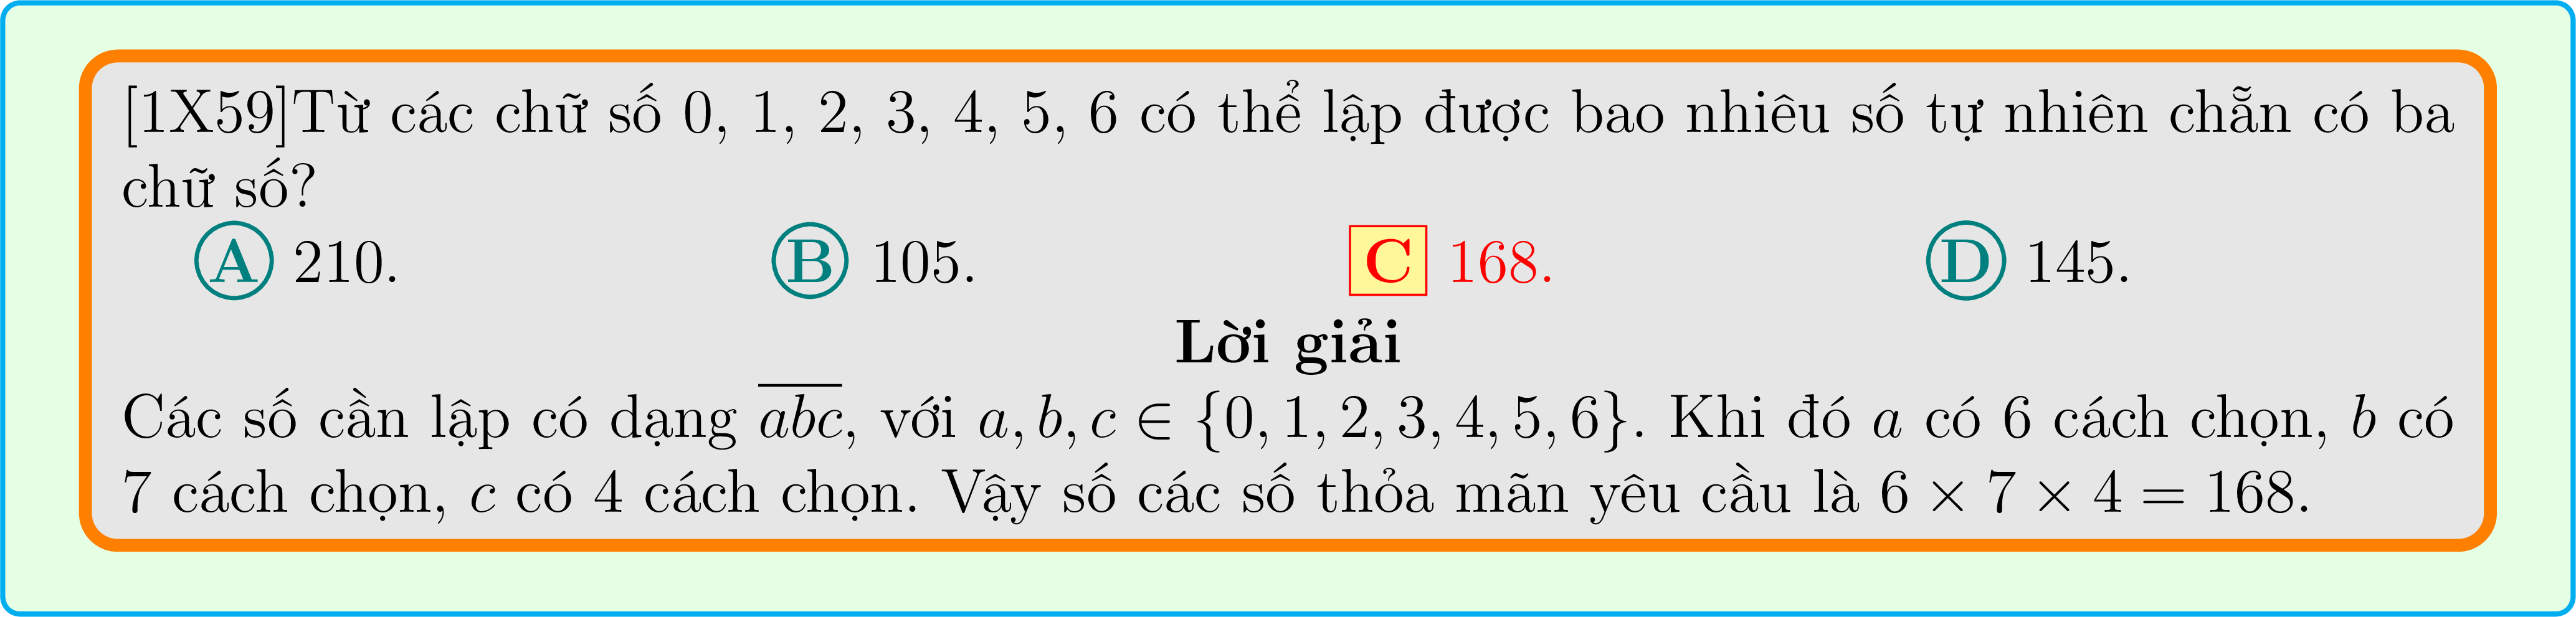 [1X59]Từ các chữ số 0, 1, 2, 3, 4, 5, 6 có thể lập được bao nhiêu số tự nhiên chẵn có ba
chữ số?
A 210. B 105. C 168. D 145.
Lời giải
Các số cần lập có dạng $\overline{abc}$, với a, b, c ∈ {0, 1, 2, 3, 4, 5, 6}. Khi đó a có 6 cách chọn, b có
7 cách chọn, c có 4 cách chọn. Vậy số các số thỏa mãn yêu cầu là 6 × 7 × 4 = 168.